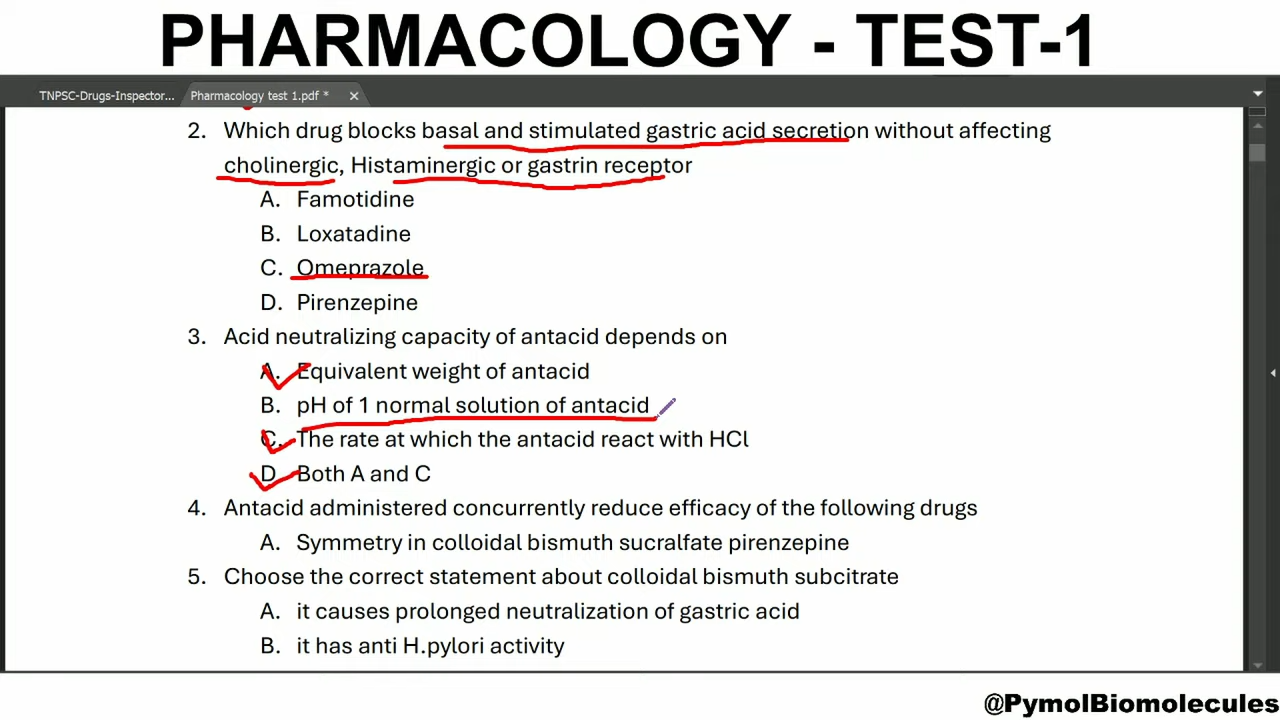 PHARMACOLOGY - TEST-1
TNPSC-Drugs-Inspector... Pharmacology test 1.pdf *
2. Which drug blocks basal and stimulated gastric acid secretion without affecting
cholinergic, Histaminergic or gastrin receptor
A. Famotidine
B. Loxatadine
C. Omeprazole
D. Pirenzepine
3. Acid neutralizing capacity of antacid depends on
A. Equivalent weight of antacid
B. pH of 1 normal solution of antacid
C. The rate at which the antacid react with HCl
D. Both A and C
4. Antacid administered concurrently reduce efficacy of the following drugs
A. Symmetry in colloidal bismuth sucralfate pirenzepine
5. Choose the correct statement about colloidal bismuth subcitrate
A. it causes prolonged neutralization of gastric acid
B. it has anti H.pylori activity
@PymolBiomolecules